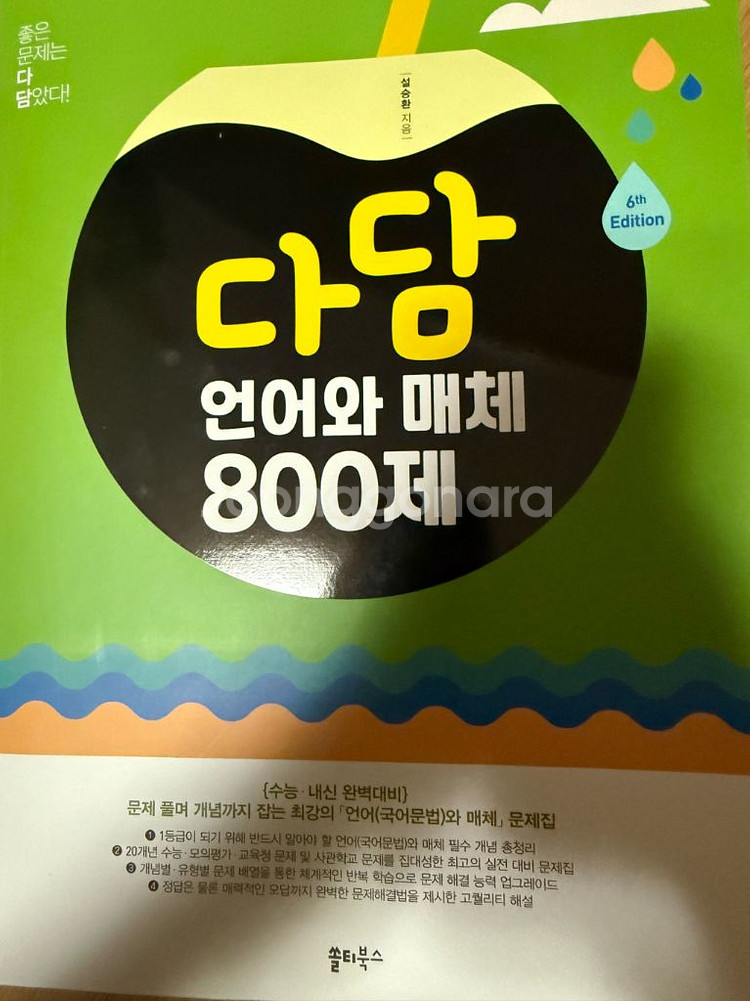 좋은
문제는
다
담았다!
설승환 지음
6th
Edition
다담
언어와 매체
800제
joonggonara
{수능·내신 완벽대비}
문제 풀며 개념까지 잡는 최강의 「언어(국어문법)와 매체」 문제집
❶ 1등급이 되기 위해 반드시 알아야 할 언어(국어문법)와 매체 필수 개념 총정리
❷ 20개년 수능·모의평가·교육청 문제 및 사관학교 문제를 집대성한 최고의 실전 대비 문제집
❸ 개념별·유형별 문제 배열을 통한 체계적인 반복 학습으로 문제 해결 능력 업그레이드
❹ 정답은 물론 매력적인 오답까지 완벽한 문제해결법을 제시한 고퀄리티 해설
쏠티북스